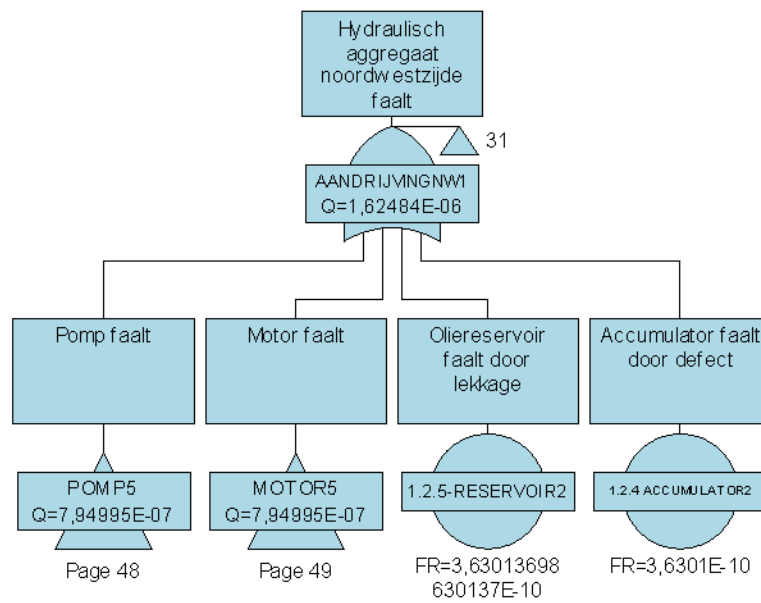 Hydraulisch
aggregaat
noordwestzijde
faalt
31
AANDRIJVINGNW1
Q=1,62484E-06
Pomp faalt
Motor faalt
Oliereservoir
faalt door
lekkage
Accumulator faalt
door defect
POMP5
Q=7,94995E-07
MOTOR5
Q=7,94995E-07
1.2.5-RESERVOIR2
1.2.4 ACCUMULATOR2
Page 48
Page 49
FR=3,63013698
630137E-10
FR=3,6301E-10